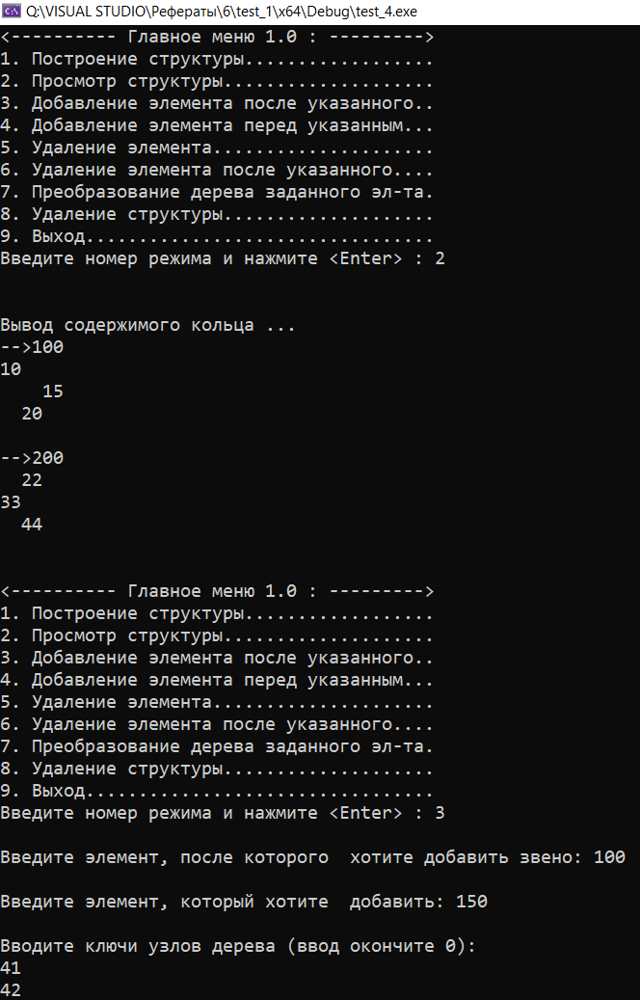 Q:\VISUAL STUDIO\Рефераты\6\test_1\x64\Debug\test_4.exe
<---------- Главное меню 1.0 : --------->
1. Построение структуры..................
2. Просмотр структуры....................
3. Добавление элемента после указанного..
4. Добавление элемента перед указанным...
5. Удаление элемента.....................
6. Удаление элемента после указанного....
7. Преобразование дерева заданного эл-та.
8. Удаление структуры....................
9. Выход.................................
Введите номер режима и нажмите <Enter> : 2
Вывод содержимого кольца ...
-->100
10
    15
  20
-->200
  22
33
  44
<---------- Главное меню 1.0 : --------->
1. Построение структуры..................
2. Просмотр структуры....................
3. Добавление элемента после указанного..
4. Добавление элемента перед указанным...
5. Удаление элемента.....................
6. Удаление элемента после указанного....
7. Преобразование дерева заданного эл-та.
8. Удаление структуры....................
9. Выход.................................
Введите номер режима и нажмите <Enter> : 3
Введите элемент, после которого  хотите добавить звено: 100
Введите элемент, который хотите  добавить: 150
Вводите ключи узлов дерева (ввод окончите 0):
41
42